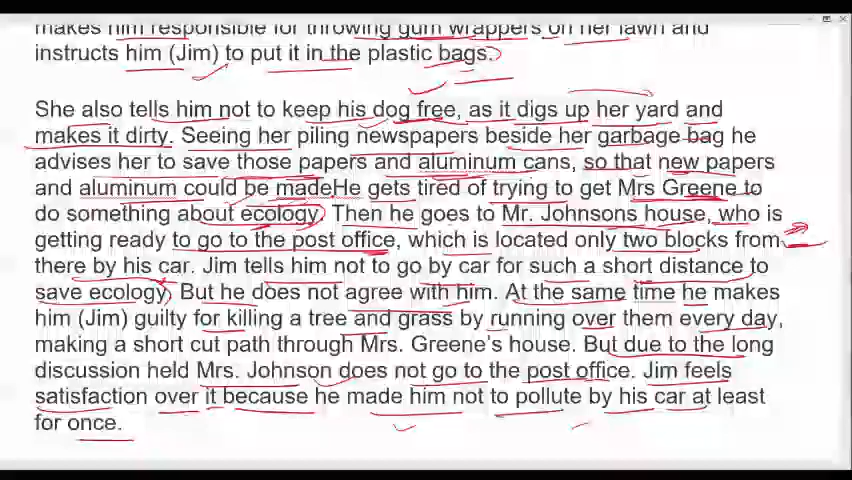 makes him responsible for throwing gum wrappers on her lawn and
instructs him (Jim) to put it in the plastic bags.
She also tells him not to keep his dog free, as it digs up her yard and
makes it dirty. Seeing her piling newspapers beside her garbage bag he
advises her to save those papers and aluminum cans, so that new papers
and aluminum could be made.He gets tired of trying to get Mrs Greene to
do something about ecology. Then he goes to Mr. Johnsons house, who is
getting ready to go to the post office, which is located only two blocks from
there by his car. Jim tells him not to go by car for such a short distance to
save ecology. But he does not agree with him. At the same time he makes
him (Jim) guilty for killing a tree and grass by running over them every day,
making a short cut path through Mrs. Greene's house. But due to the long
discussion held Mrs. Johnson does not go to the post office. Jim feels
satisfaction over it because he made him not to pollute by his car at least
for once.